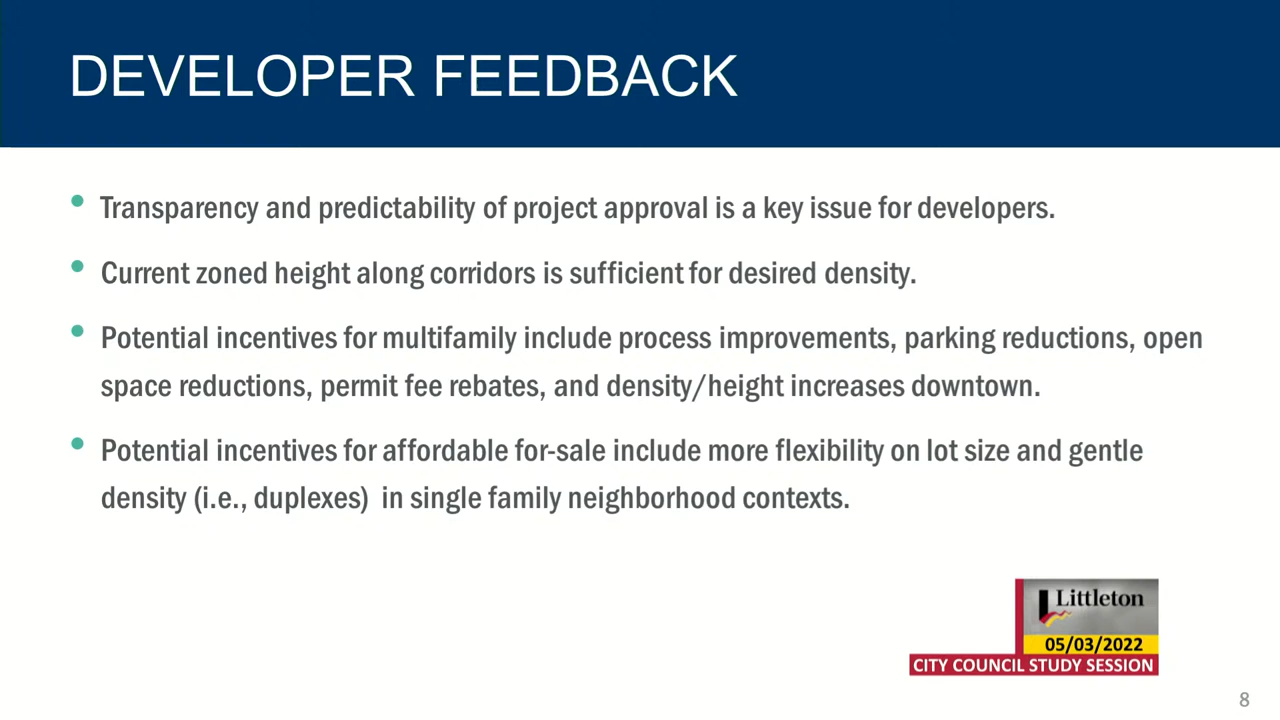 DEVELOPER FEEDBACK
• Transparency and predictability of project approval is a key issue for developers.
• Current zoned height along corridors is sufficient for desired density.
• Potential incentives for multifamily include process improvements, parking reductions, open
space reductions, permit fee rebates, and density/height increases downtown.
• Potential incentives for affordable for-sale include more flexibility on lot size and gentle
density (i.e., duplexes)  in single family neighborhood contexts.
Littleton
05/03/2022
CITY COUNCIL STUDY SESSION
8